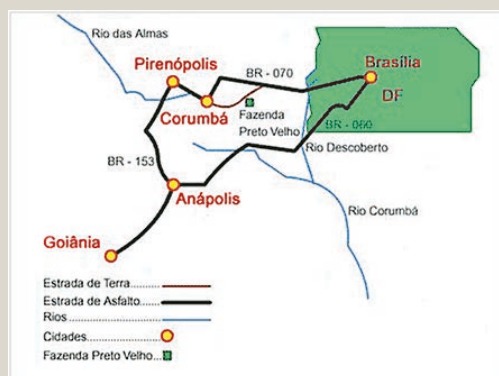 Rio das Almas
Pirenópolis
BR - 070
Brasília
DF
Corumbá
Fazenda
Preto Velho
BR - 060
Rio Descoberto
BR - 153
Anápolis
Rio Corumbá
Goiânia
Estrada de Terra
Estrada de Asfalto
Rios
Cidades
Fazenda Preto Velho